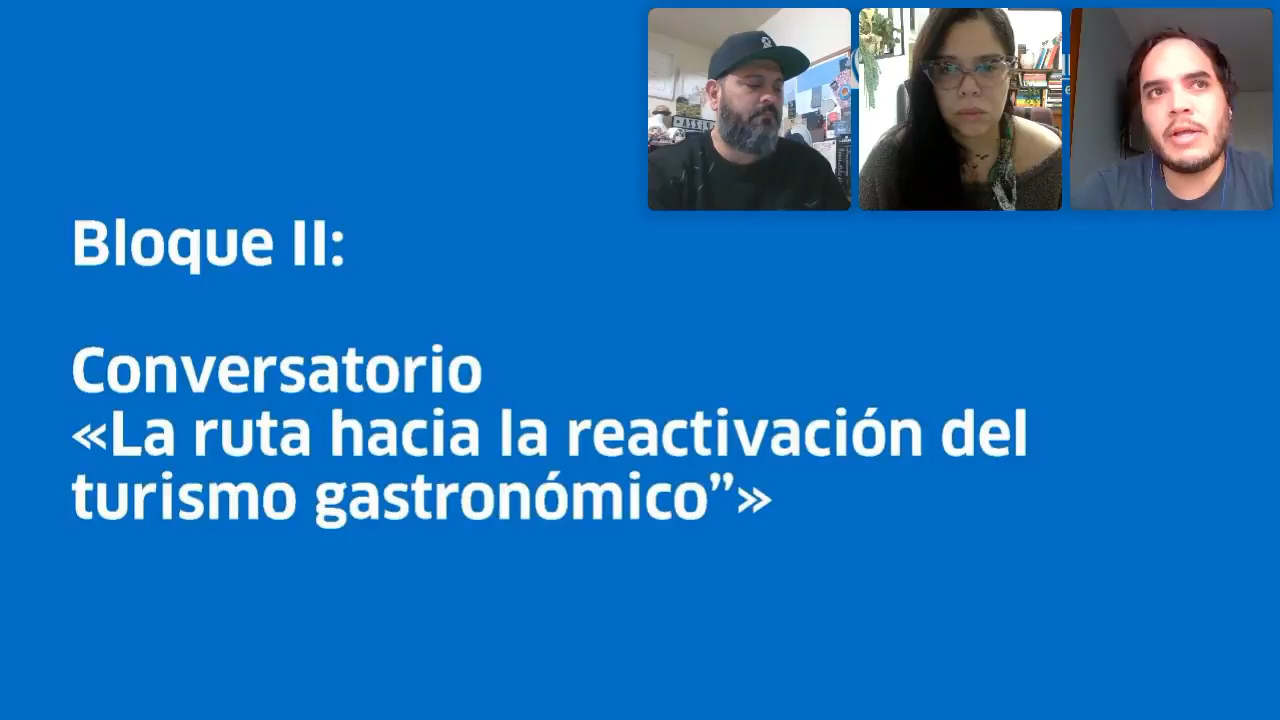 Bloque II:
Conversatorio
«La ruta hacia la reactivación del
turismo gastronómico”»